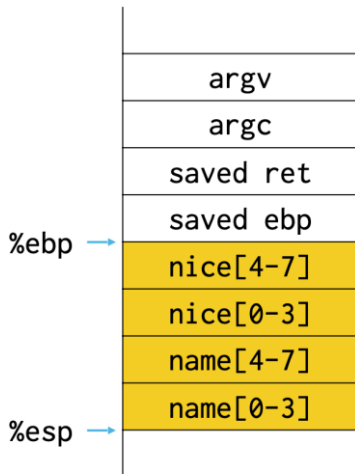 argv
argc
saved ret
saved ebp
%ebp
nice[4-7]
nice[0-3]
name[4-7]
name[0-3]
%esp